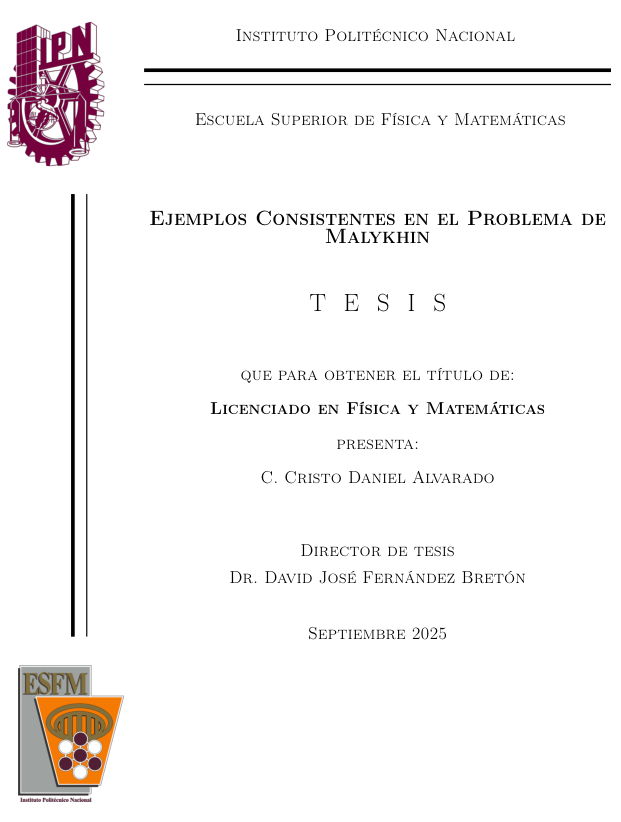 IPN
Instituto Politécnico Nacional
Escuela Superior de Física y Matemáticas
Ejemplos Consistentes en el Problema de
Malykhin
TESIS
que para obtener el título de:
Licenciado en Física y Matemáticas
presenta:
C. Cristo Daniel Alvarado
Director de tesis
Dr. David José Fernández Bretón
Septiembre 2025
ESFM
Instituto Politécnico Nacional